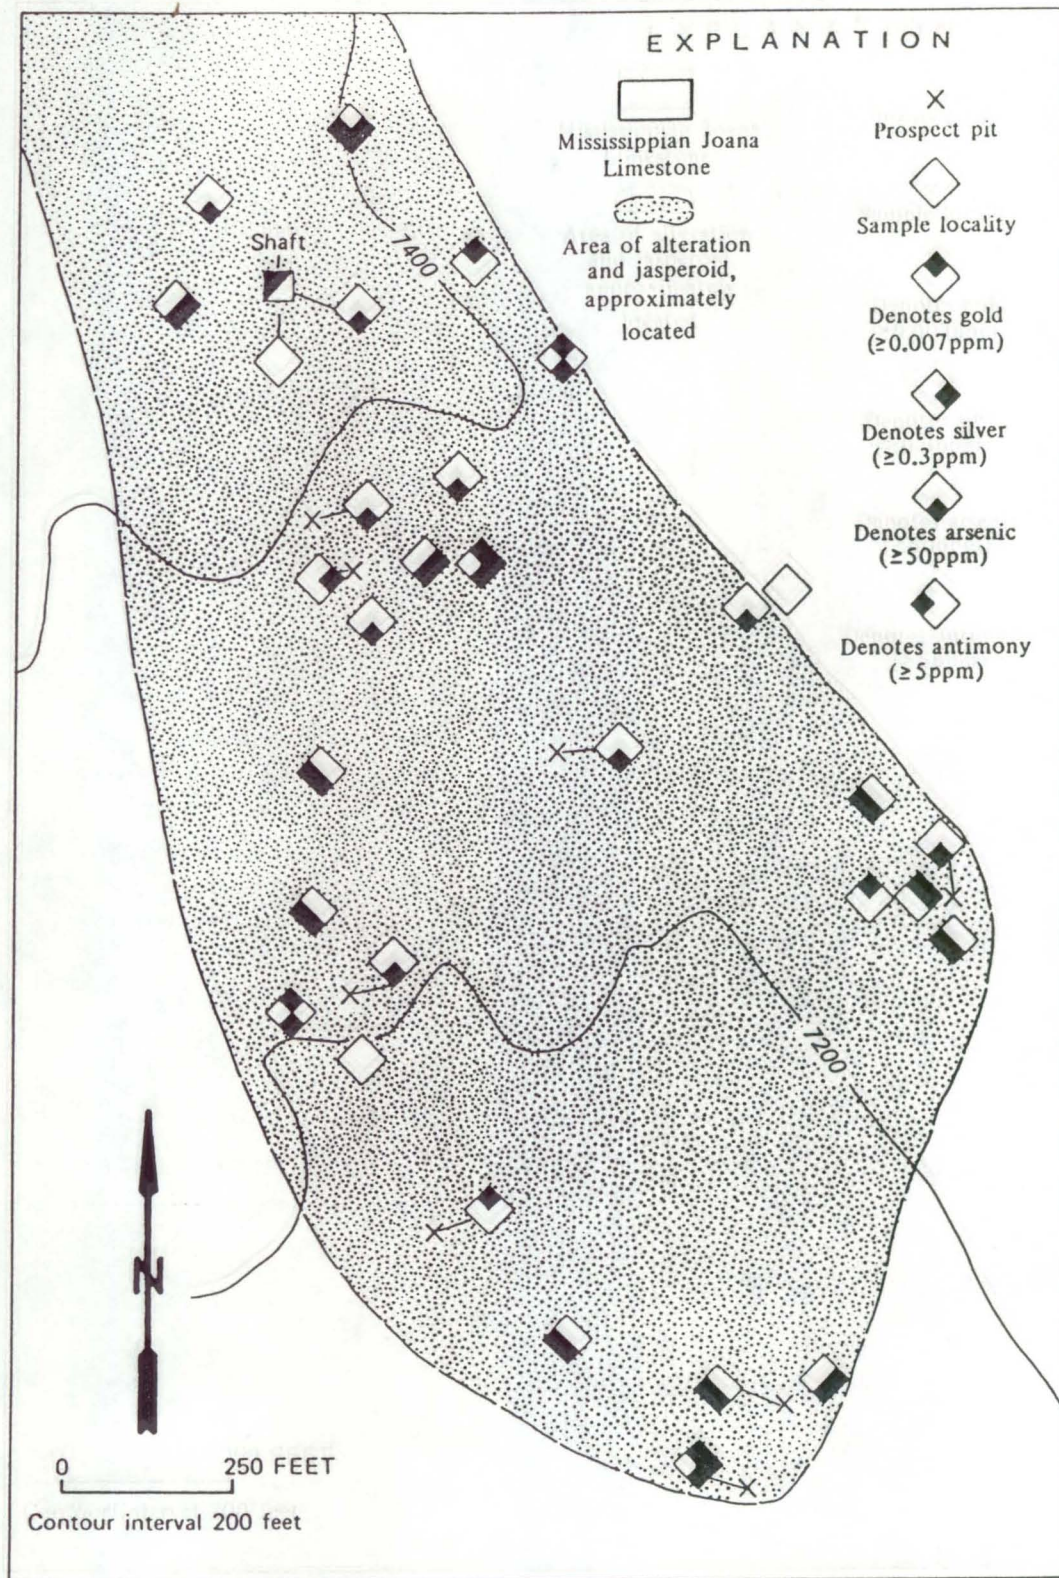 EXPLANATION
Mississippian Joana
Limestone
Area of alteration
and jasperoid,
approximately
located
Prospect pit
Sample locality
Denotes gold
(≥0.007ppm)
Denotes silver
(≥0.3ppm)
Denotes arsenic
(≥50ppm)
Denotes antimony
(≥5ppm)
Shaft
7400
7200
N
0 250 FEET
Contour interval 200 feet